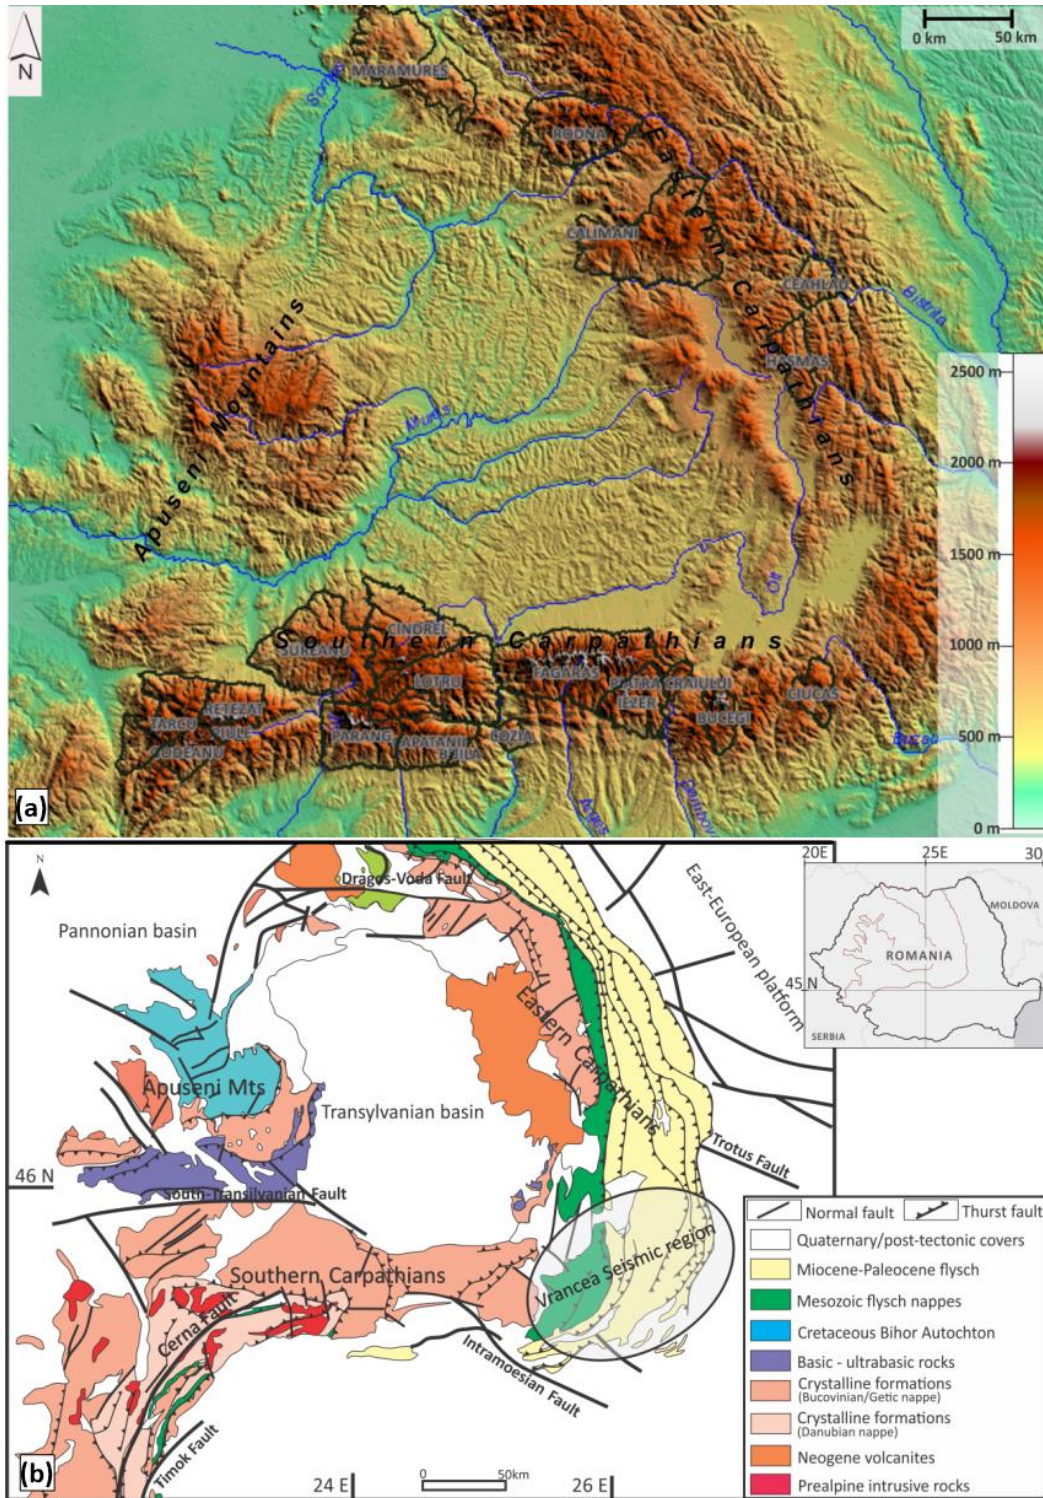 N
0 km 50 km
MARAMURES
Somes
RODNA
Eastern Carpathians
CALIMANI
CEAHLAU
Bistrita
HASMAS
Apuseni Mountains
Mures
2500 m
2000 m
1500 m
1000 m
500 m
0 m
Olt
CINDREL
Southern Carpathians
SUREANU
LOTRU
FAGARAS
PIATRA CRAIULUI
IEZER
CIUCAS
BUCEGI
RETEZAT
TARCU
PIULE
GODEANU
PARANG
COZIA
BUILA
Buzau
Arges
(a)
N
Dragos-Voda Fault
Pannonian basin
East-European platform
20E 25E 30
MOLDOVA
ROMANIA
45 N
SERBIA
Eastern Carpathians
Apuseni Mts
Transylvanian basin
Trotus Fault
46 N
South-Transilvanian Fault
Vrancea Seismic region
Southern Carpathians
Cerna Fault
Intramoesian Fault
Timok Fault
Normal fault Thurst fault
Quaternary/post-tectonic covers
Miocene-Paleocene flysch
Mesozoic flysch nappes
Cretaceous Bihor Autochton
Basic - ultrabasic rocks
Crystalline formations
(Bucovinian/Getic nappe)
Crystalline formations
(Danubian nappe)
Neogene volcanites
Prealpine intrusive rocks
(b)
24 E
0 50km
26 E